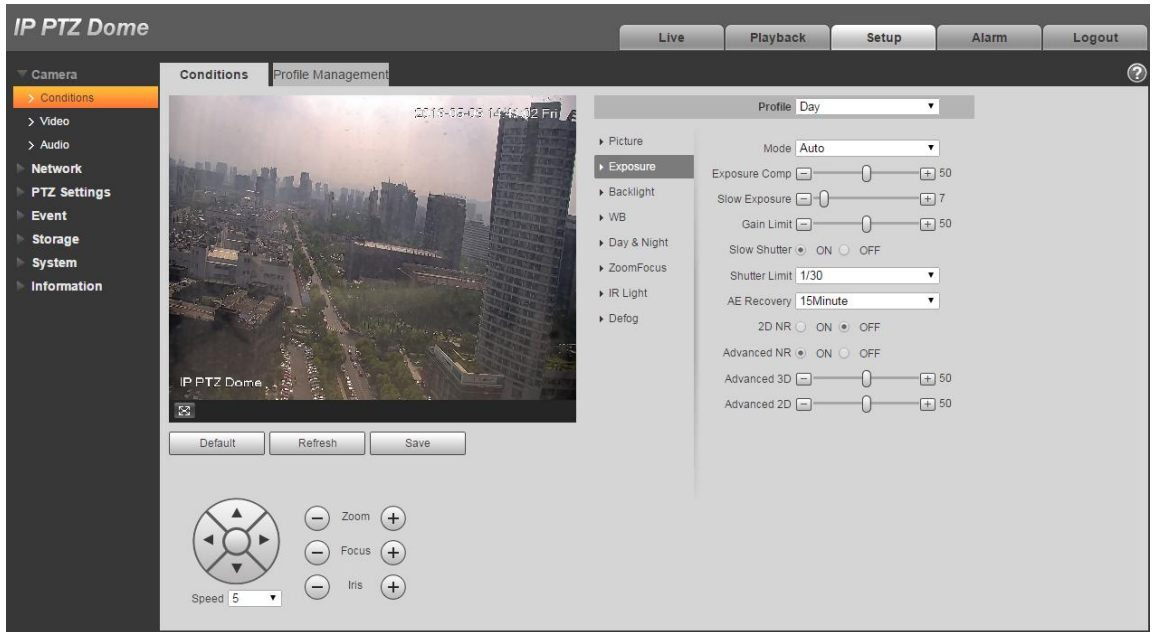 IP PTZ Dome
Live
Playback
Setup
Alarm
Logout
Camera
Conditions
Video
Audio
Network
PTZ Settings
Event
Storage
System
Information
Conditions
Profile Management
IP PTZ Dome
Default
Refresh
Save
Zoom
Focus
Iris
Speed 5
Picture
Exposure
Backlight
WB
Day & Night
ZoomFocus
IR Light
Defog
Profile Day
Mode Auto
Exposure Comp 50
Slow Exposure 7
Gain Limit 50
Slow Shutter ON OFF
Shutter Limit 1/30
AE Recovery 15Minute
2D NR ON OFF
Advanced NR ON OFF
Advanced 3D 50
Advanced 2D 50